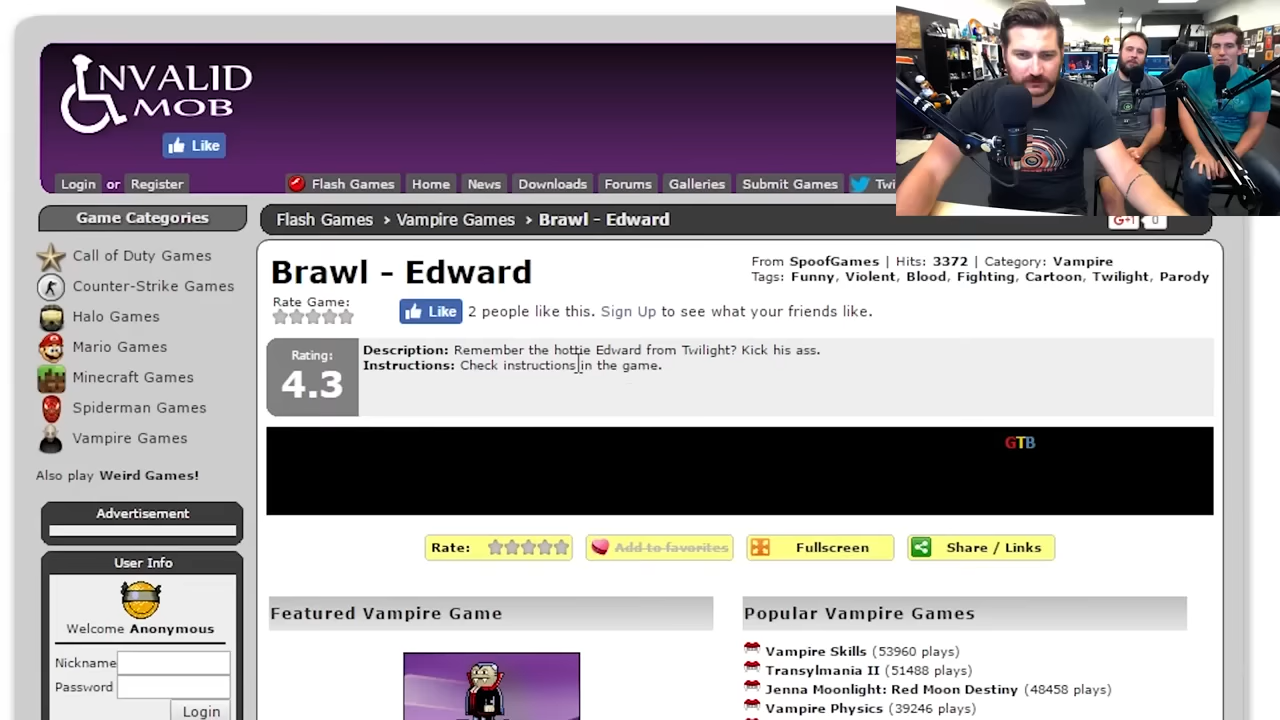 INVALID
MOB
Like
Login or Register
Flash Games Home News Downloads Forums Galleries Submit Games
Game Categories
Flash Games > Vampire Games > Brawl - Edward
G+1 0
Call of Duty Games
Counter-Strike Games
Halo Games
Mario Games
Minecraft Games
Spiderman Games
Vampire Games
Also play Weird Games!
Advertisement
User Info
Welcome Anonymous
Nickname
Password
Login
Brawl - Edward
From SpoofGames | Hits: 3372 | Category: Vampire
Tags: Funny, Violent, Blood, Fighting, Cartoon, Twilight, Parody
Rate Game:
Like 2 people like this. Sign Up to see what your friends like.
Rating:
4.3
Description: Remember the hottie Edward from Twilight? Kick his ass.
Instructions: Check instructions in the game.
GTB
Rate: Add to favorites Fullscreen Share / Links
Featured Vampire Game
Popular Vampire Games
Vampire Skills (53960 plays)
Transylmania II (51488 plays)
Jenna Moonlight: Red Moon Destiny (48458 plays)
Vampire Physics (39246 plays)